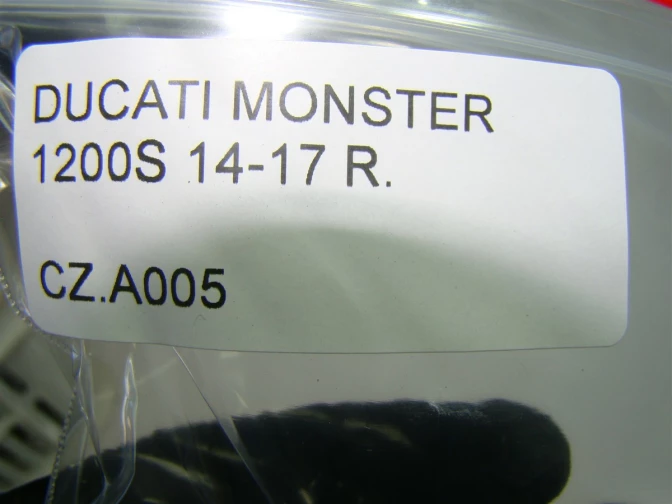 DUCATI MONSTER
1200S 14-17 R.
CZ.A005